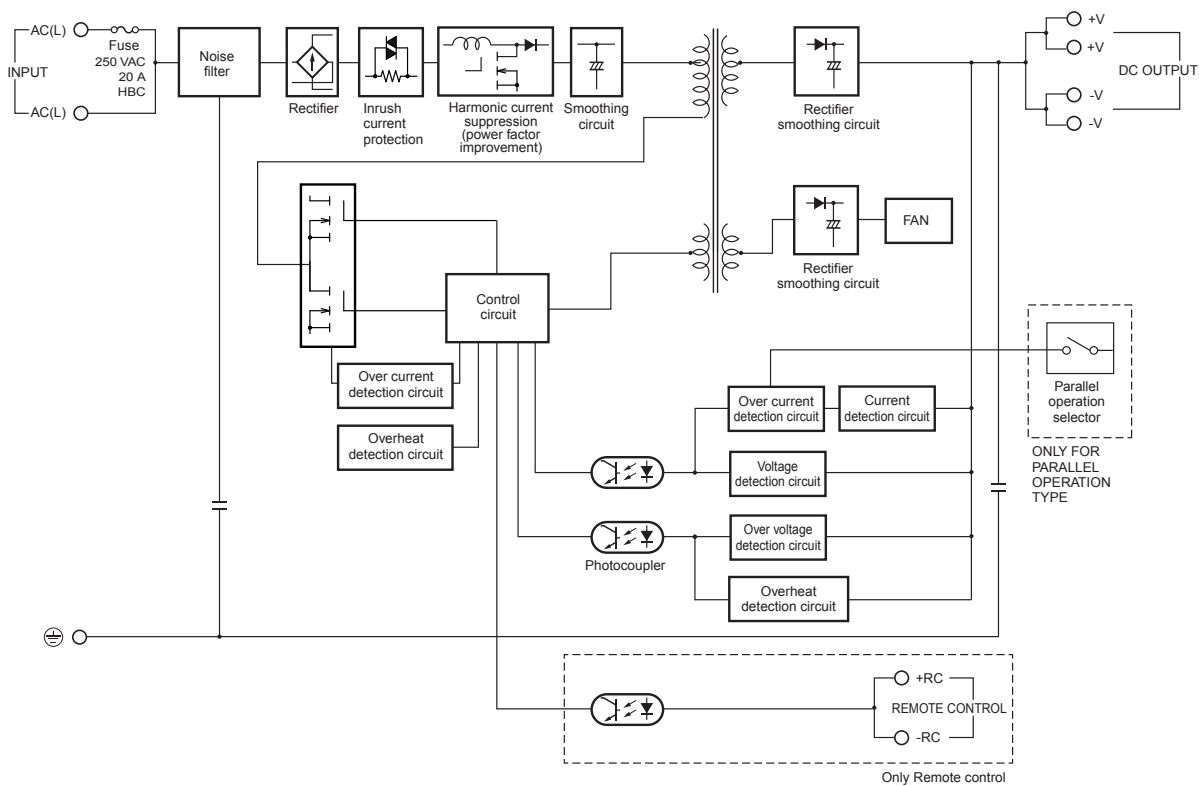 AC(L)
Fuse
250 VAC
20 A
HBC
INPUT
AC(L)
Noise
filter
Rectifier
Inrush
current
protection
Harmonic current
suppression
(power factor
improvement)
Smoothing
circuit
Rectifier
smoothing circuit
+V
+V
DC OUTPUT
-V
-V
Rectifier
smoothing circuit
FAN
Control
circuit
Over current
detection circuit
Overheat
detection circuit
Over current
detection circuit
Current
detection circuit
Parallel
operation
selector
ONLY FOR
PARALLEL
OPERATION
TYPE
Voltage
detection circuit
Over voltage
detection circuit
Photocoupler
Overheat
detection circuit
+RC
REMOTE CONTROL
-RC
Only Remote control